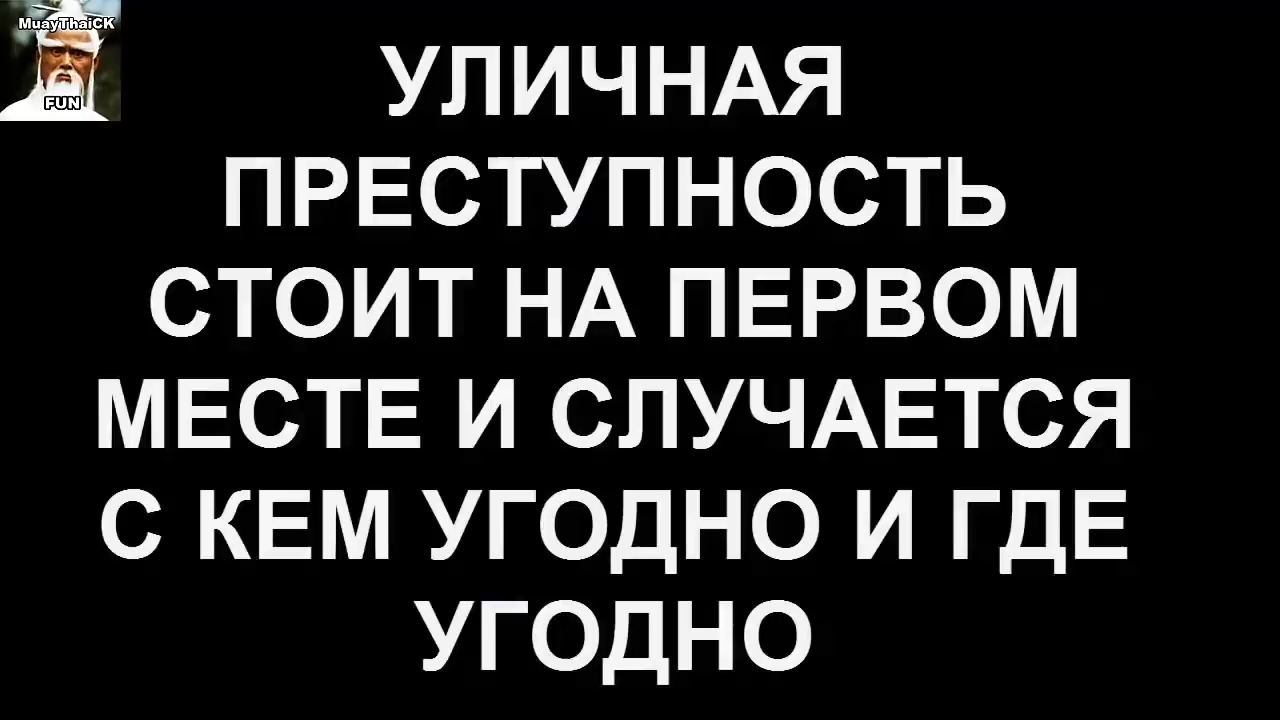 MuayThaiCK
FUN
УЛИЧНАЯ
ПРЕСТУПНОСТЬ
СТОИТ НА ПЕРВОМ
МЕСТЕ И СЛУЧАЕТСЯ
С КЕМ УГОДНО И ГДЕ
УГОДНО